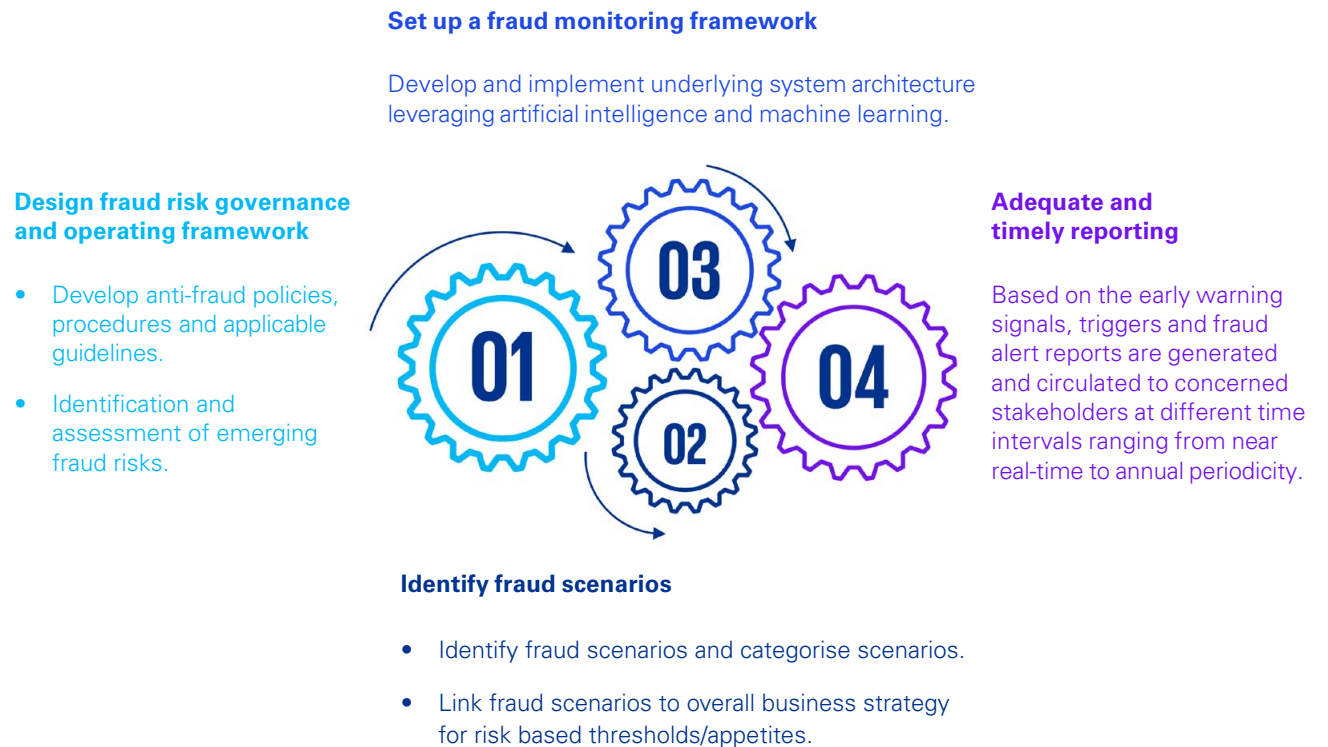 Set up a fraud monitoring framework
Develop and implement underlying system architecture
leveraging artificial intelligence and machine learning.
Design fraud risk governance
and operating framework
• Develop anti-fraud policies,
procedures and applicable
guidelines.
• Identification and
assessment of emerging
fraud risks.
01
03
02
04
Adequate and
timely reporting
Based on the early warning
signals, triggers and fraud
alert reports are generated
and circulated to concerned
stakeholders at different time
intervals ranging from near
real-time to annual periodicity.
Identify fraud scenarios
• Identify fraud scenarios and categorise scenarios.
• Link fraud scenarios to overall business strategy
for risk based thresholds/appetites.